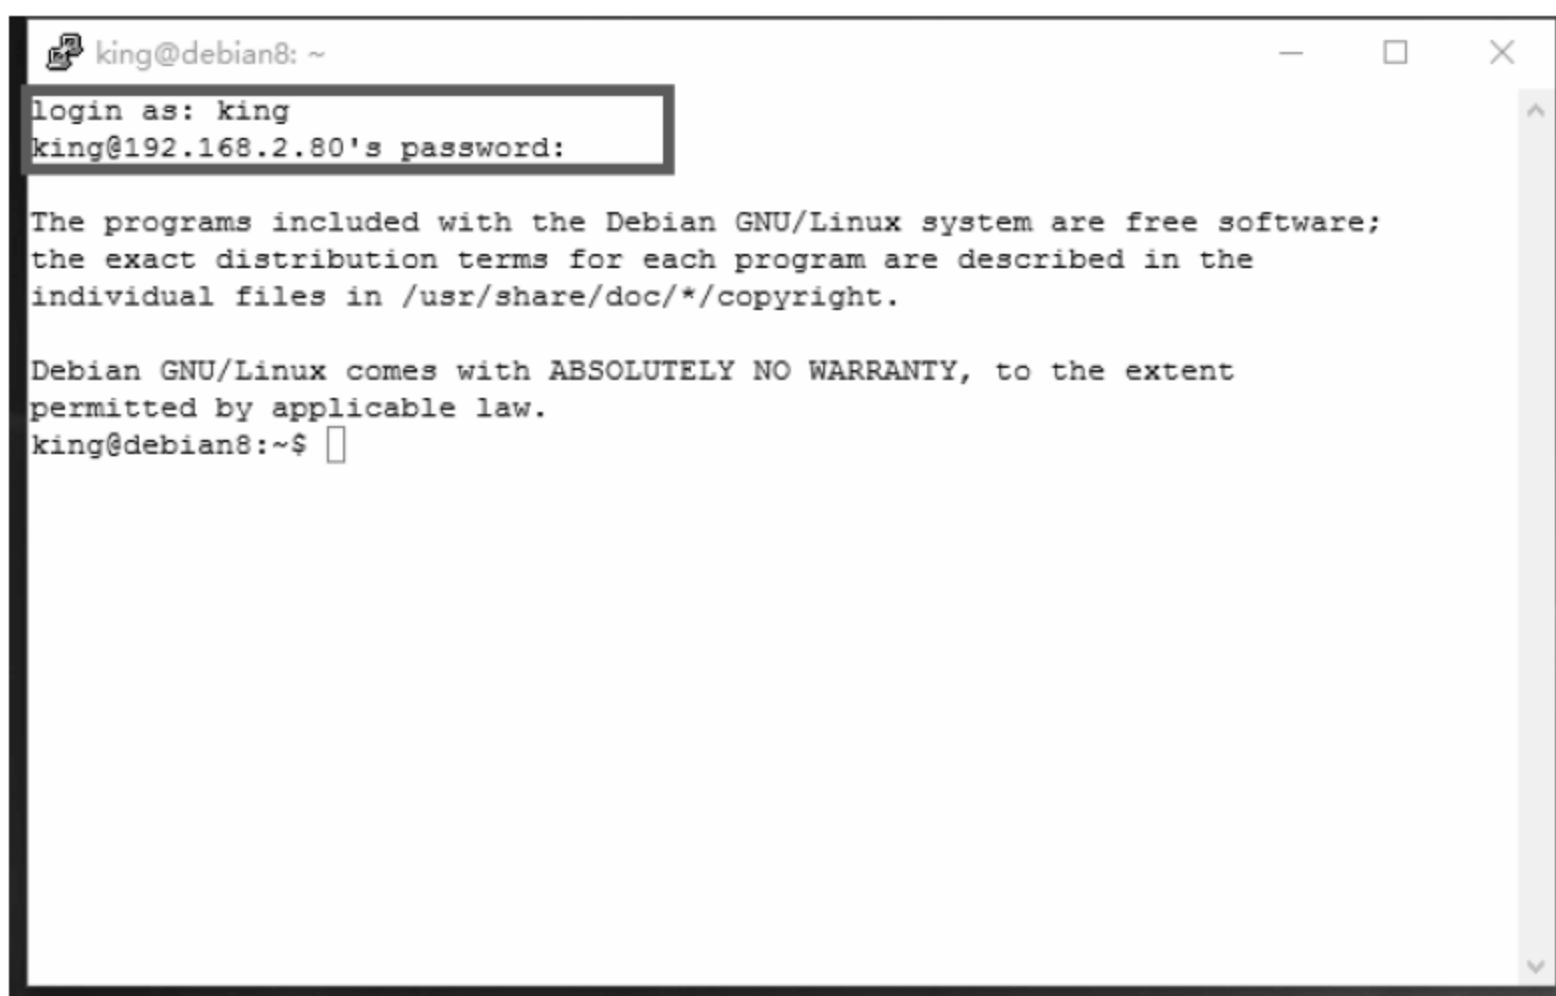 king@debian8: ~
login as: king
king@192.168.2.80's password:
The programs included with the Debian GNU/Linux system are free software;
the exact distribution terms for each program are described in the
individual files in /usr/share/doc/*/copyright.
Debian GNU/Linux comes with ABSOLUTELY NO WARRANTY, to the extent
permitted by applicable law.
king@debian8:~$